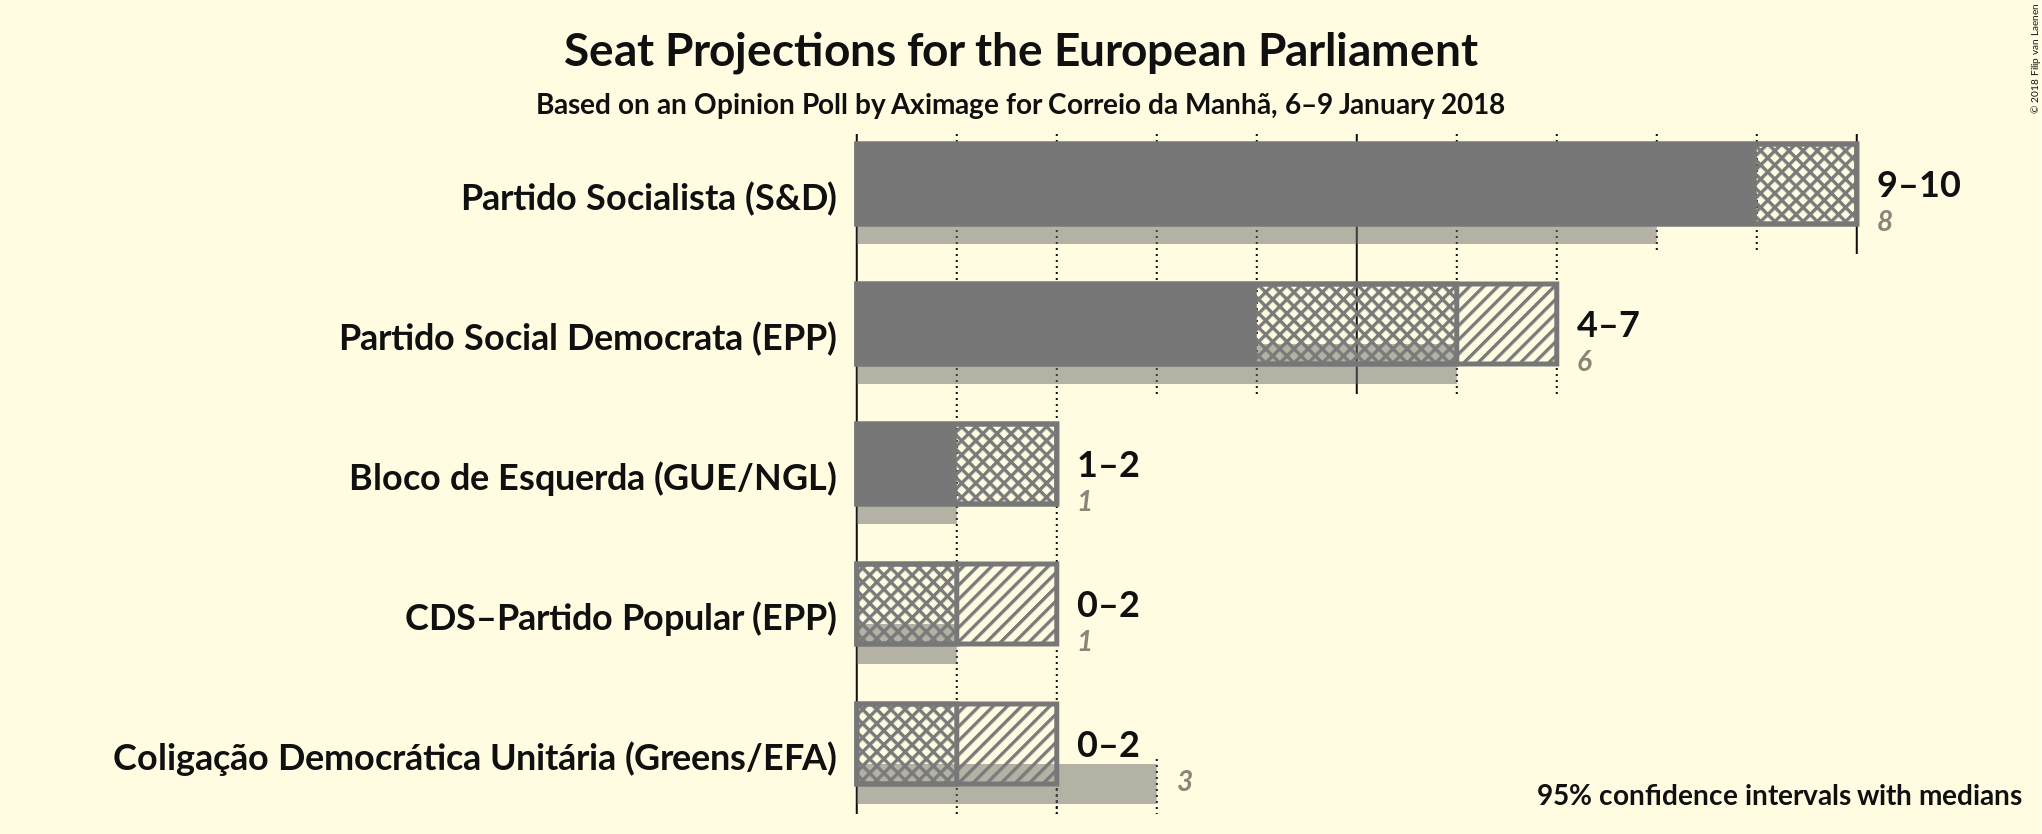 Seat Projections for the European Parliament
Based on an Opinion Poll by Aximage for Correio da Manhã, 6–9 January 2018
© 2018 Filip van Laenen
Partido Socialista (S&D)
9–10
8
Partido Social Democrata (EPP)
4–7
6
Bloco de Esquerda (GUE/NGL)
1–2
1
CDS–Partido Popular (EPP)
0–2
1
Coligação Democrática Unitária (Greens/EFA)
0–2
3
95% confidence intervals with medians